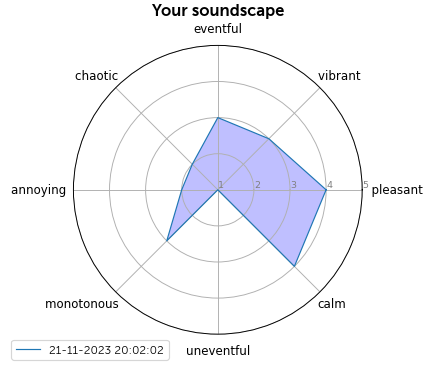 Your soundscape
eventful
chaotic
vibrant
annoying
1 2 3 4 5
pleasant
monotonous
calm
uneventful
21-11-2023 20:02:02